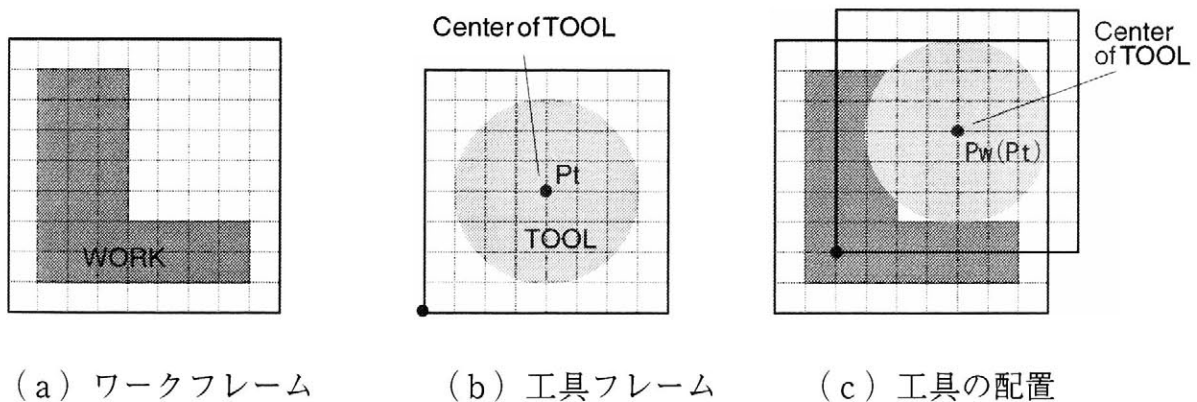 Center of TOOL
Center
of TOOL
Pt
Pw(Pt)
TOOL
WORK
(a) ワークフレーム
(b) 工具フレーム
(c) 工具の配置